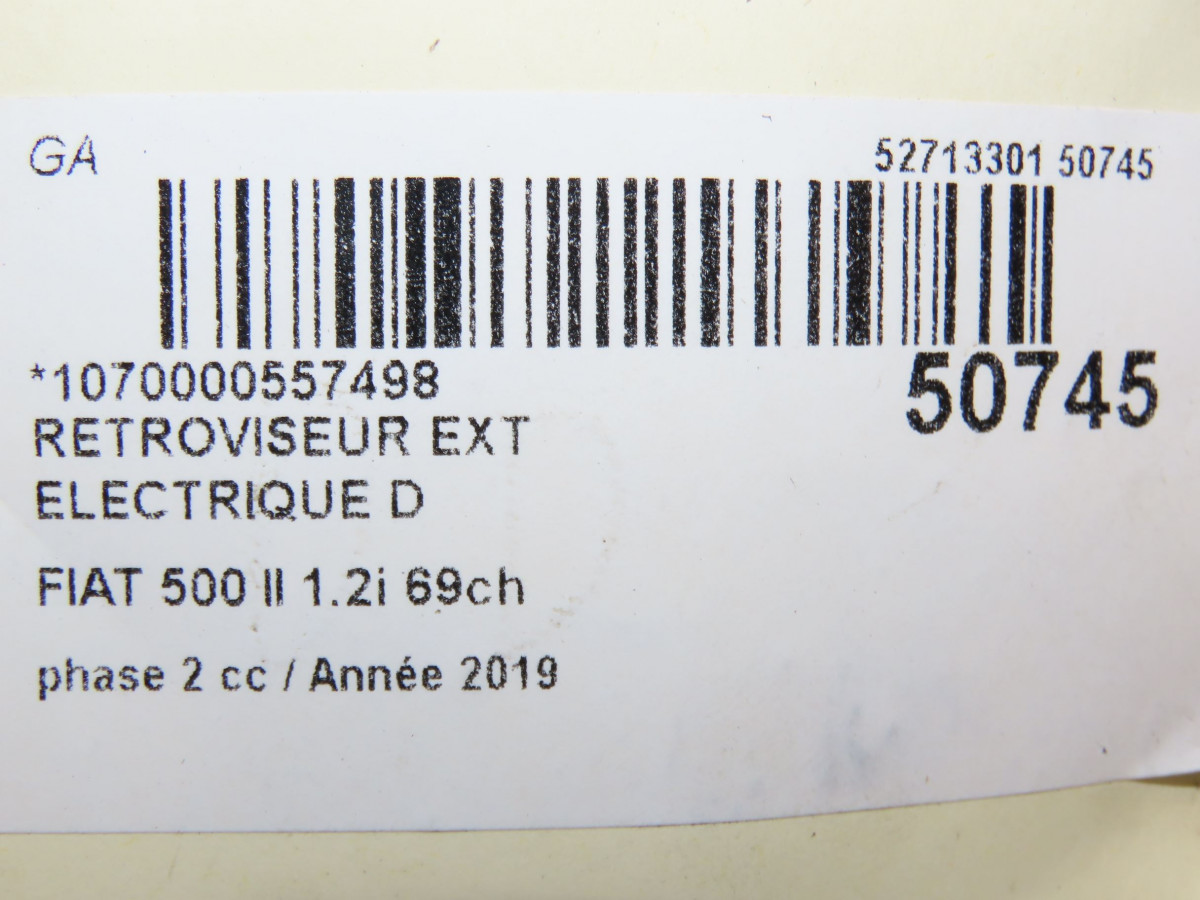 GA
52713301 50745
*1070000557498
50745
RETROVISEUR EXT
ELECTRIQUE D
FIAT 500 II 1.2i 69ch
phase 2 cc / Année 2019